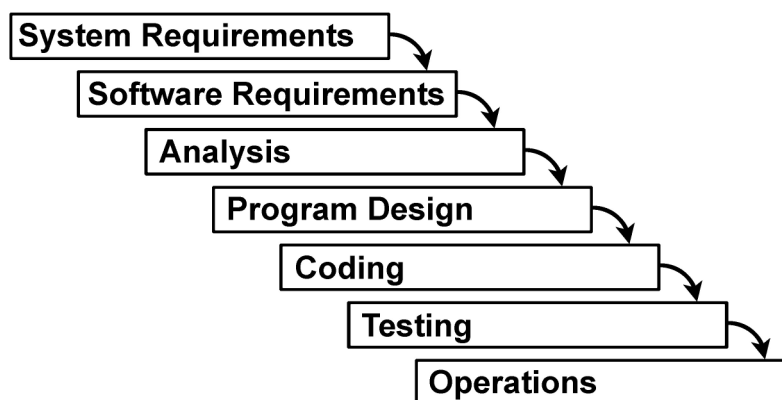 System Requirements
Software Requirements
Analysis
Program Design
Coding
Testing
Operations